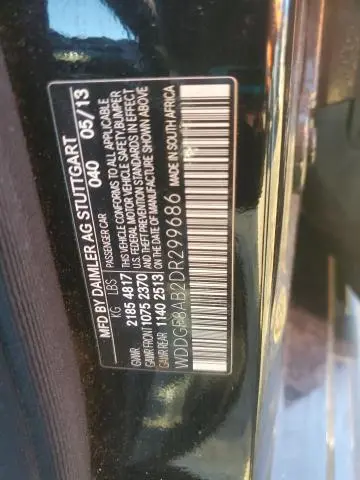 MFD BY DAIMLER AG STUTTGART
040 05/13
PASSENGER CAR
KG LBS
GVWR 2185 4817
GAWR FRONT 1075 2370
GAWR REAR 1140 2513
THIS VEHICLE CONFORMS TO ALL APPLICABLE
U.S. FEDERAL MOTOR VEHICLE SAFETY, BUMPER
AND THEFT PREVENTION STANDARDS IN EFFECT
ON THE DATE OF MANUFACTURE SHOWN ABOVE
MADE IN SOUTH AFRICA
WDDGF8AB2DR299686